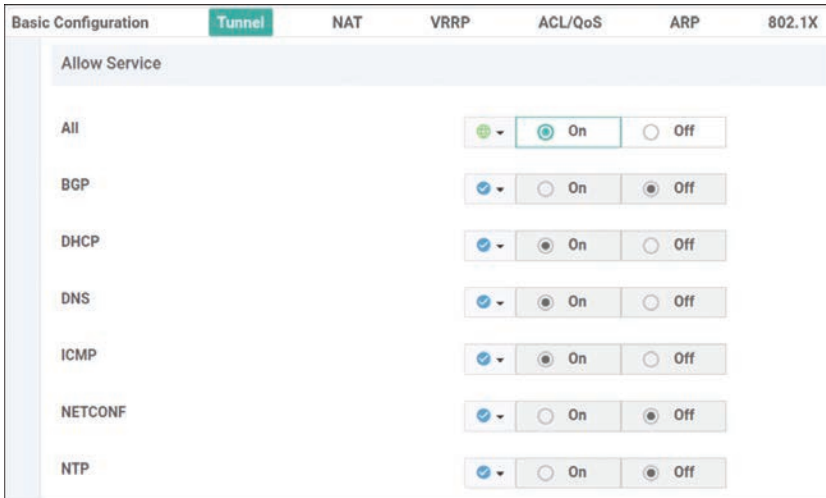 Basic Configuration Tunnel NAT VRRP ACL/QoS ARP 802.1X
Allow Service
All On Off
BGP On Off
DHCP On Off
DNS On Off
ICMP On Off
NETCONF On Off
NTP On Off